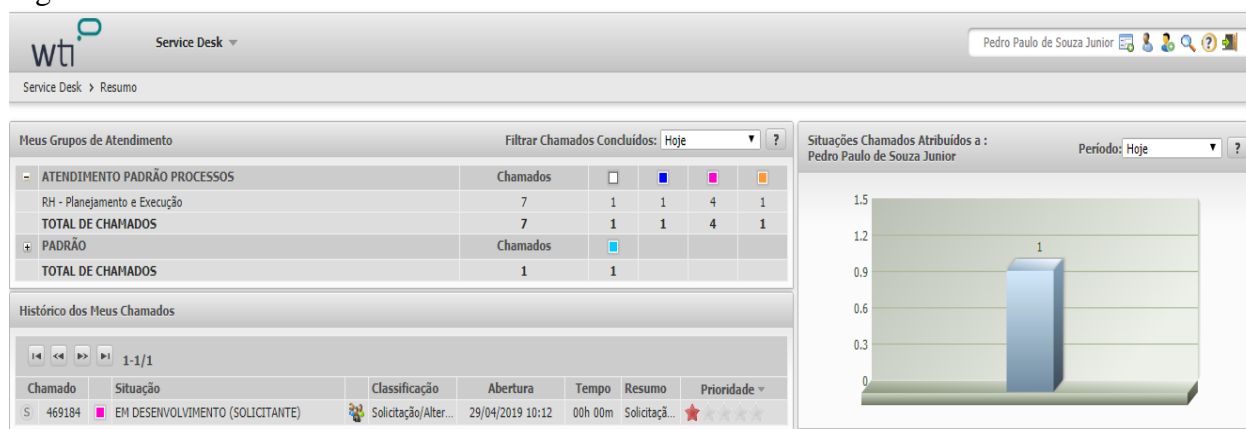 wti
Service Desk
Pedro Paulo de Souza Junior
Service Desk > Resumo
Meus Grupos de Atendimento
Filtrar Chamados Concluídos: Hoje
?
ATENDIMENTO PADRÃO PROCESSOS Chamados
RH - Planejamento e Execução 7 1 1 4 1
TOTAL DE CHAMADOS 7 1 1 4 1
PADRÃO Chamados
TOTAL DE CHAMADOS 1 1
Histórico dos Meus Chamados
1-1/1
Chamado Situação Classificação Abertura Tempo Resumo Prioridade
S 469184 EM DESENVOLVIMENTO (SOLICITANTE) Solicitação/Alter... 29/04/2019 10:12 00h 00m Solicitaçã...
Situações Chamados Atribuídos a :
Pedro Paulo de Souza Junior
Período: Hoje
?
1.5
1.2
1
0.9
0.6
0.3
0